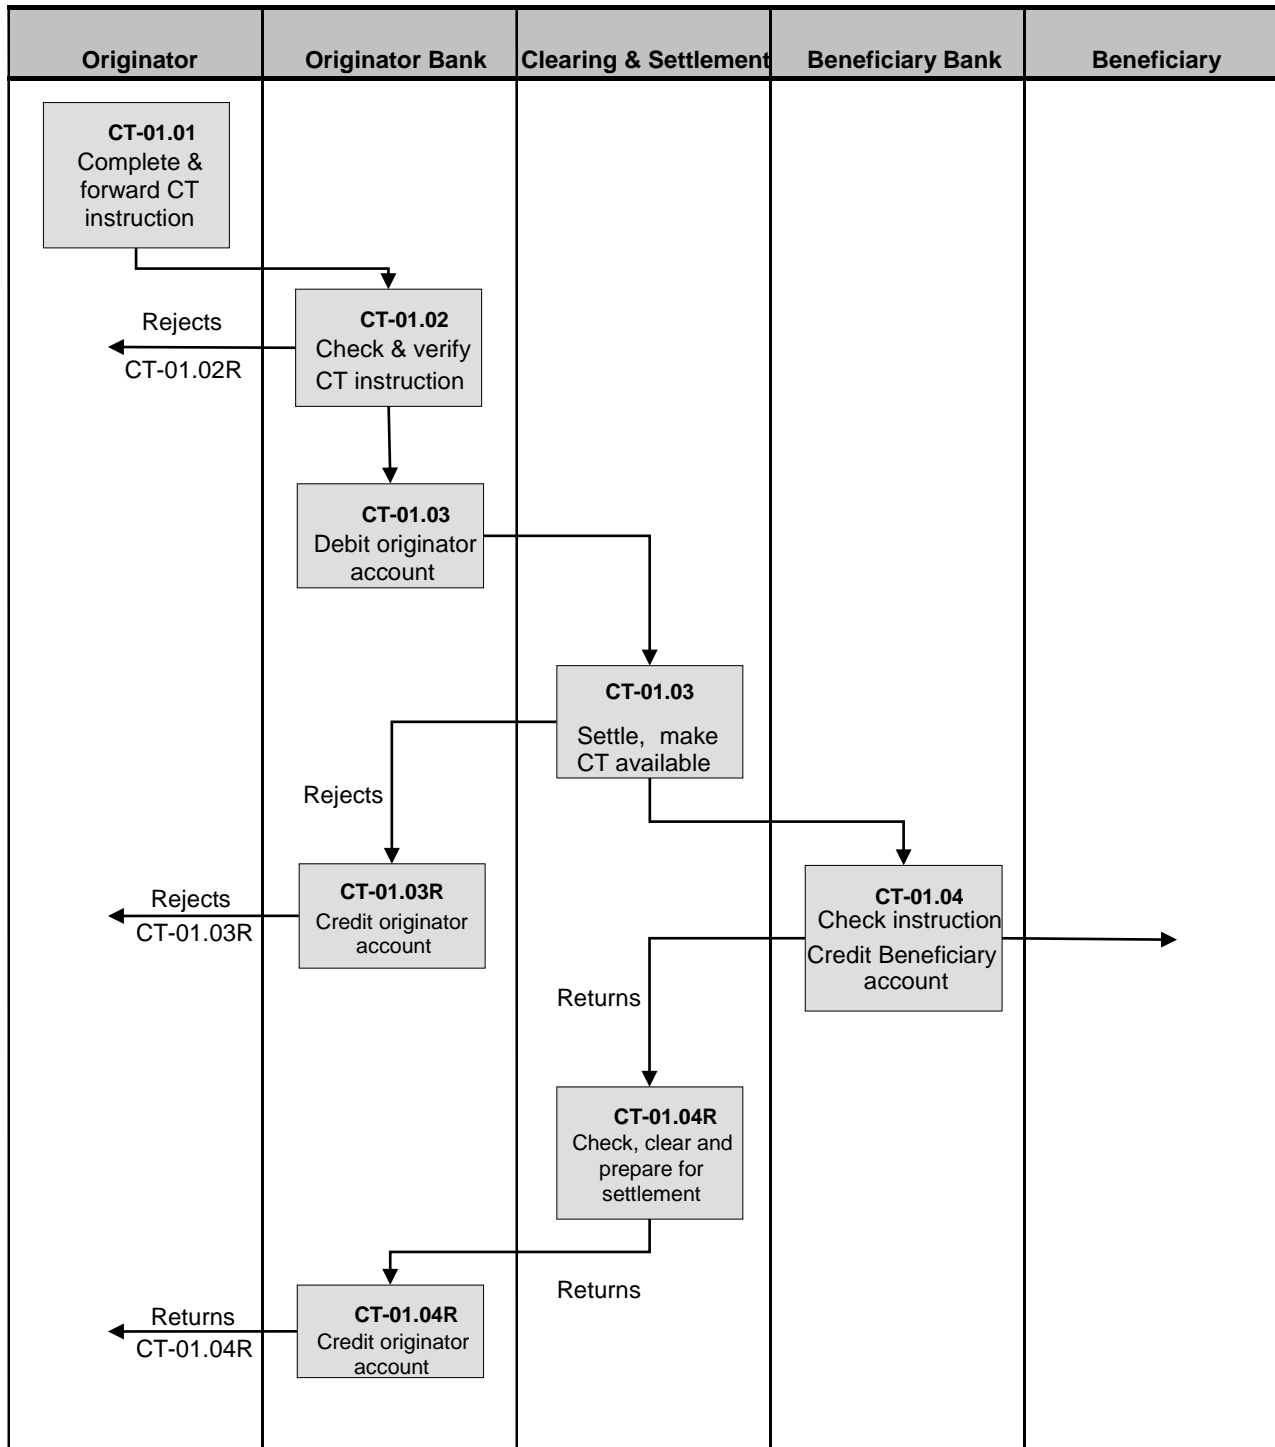 Originator
Originator Bank
Clearing & Settlement
Beneficiary Bank
Beneficiary
CT-01.01
Complete &
forward CT
instruction
Rejects
CT-01.02R
CT-01.02
Check & verify
CT instruction
CT-01.03
Debit originator
account
CT-01.03
Settle, make
CT available
Rejects
Rejects
CT-01.03R
CT-01.03R
Credit originator
account
CT-01.04
Check instruction
Credit Beneficiary
account
Returns
CT-01.04R
Check, clear and
prepare for
settlement
Returns
Returns
CT-01.04R
CT-01.04R
Credit originator
account